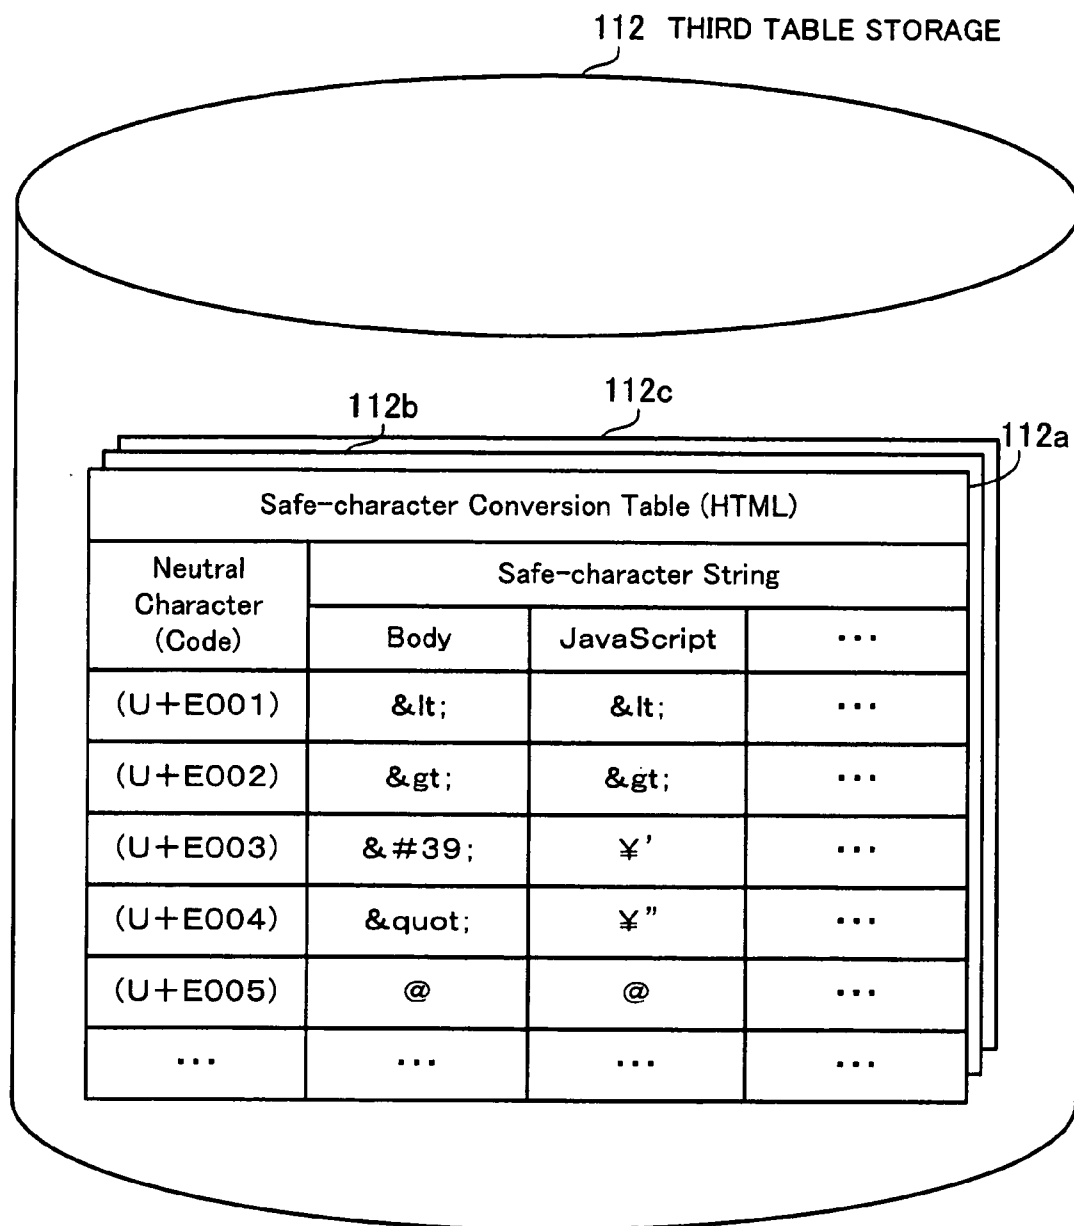 112 THIRD TABLE STORAGE
112c
112b
112a
Safe-character Conversion Table (HTML)
Neutral
Character
(Code)
Safe-character String
Body JavaScript ···
(U+E001) &lt; &lt; ···
(U+E002) &gt; &gt; ···
(U+E003) &#39; ¥' ···
(U+E004) &quot; ¥” ···
(U+E005) @ @ ···
··· ··· ··· ···